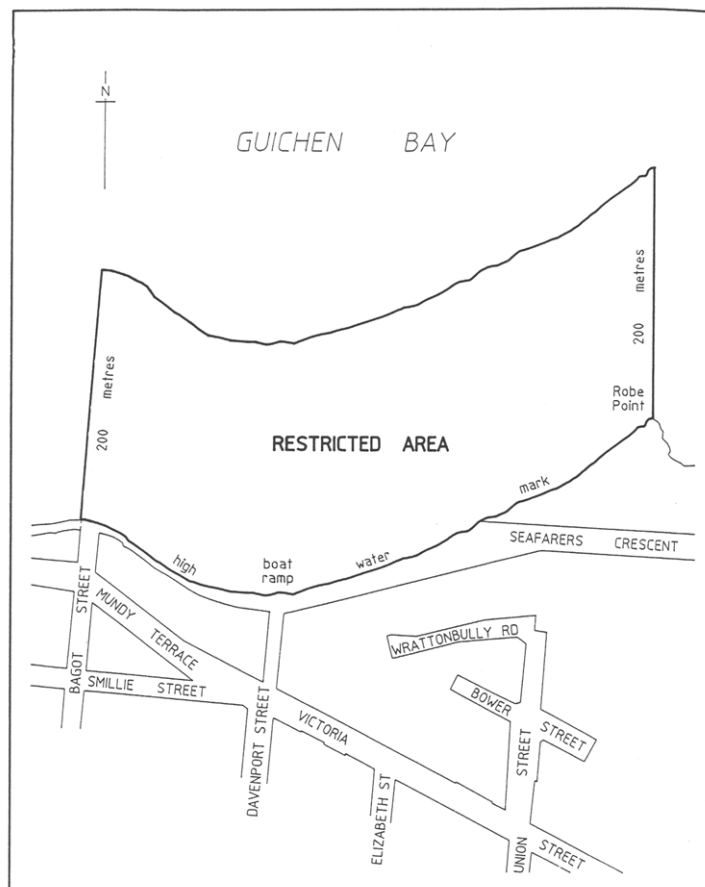 N
GUICHEN BAY
200 metres
200 metres
Robe
Point
RESTRICTED AREA
high water mark
boat
ramp
SEAFARERS CRESCENT
BAGOT STREET
MUNDY TERRACE
SMILLIE STREET
WRATTONBULLY RD
BOWER STREET
DAVENPORT STREET
VICTORIA STREET
ELIZABETH ST
UNION STREET